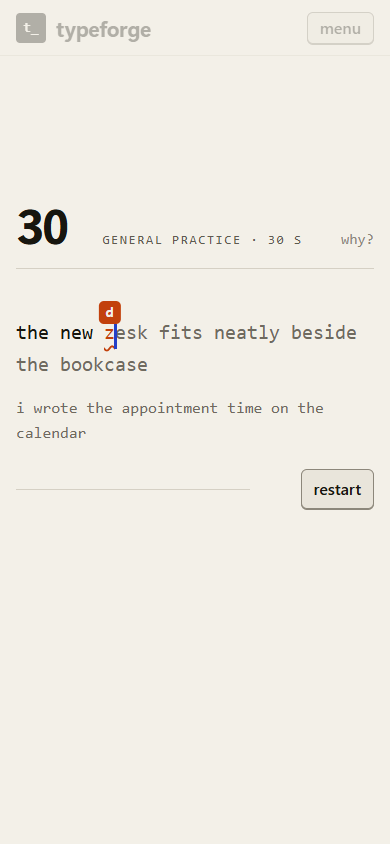 t_ typeforge menu
30 GENERAL PRACTICE · 30 S why?
d
the new zesk fits neatly beside
the bookcase
i wrote the appointment time on the
calendar
restart